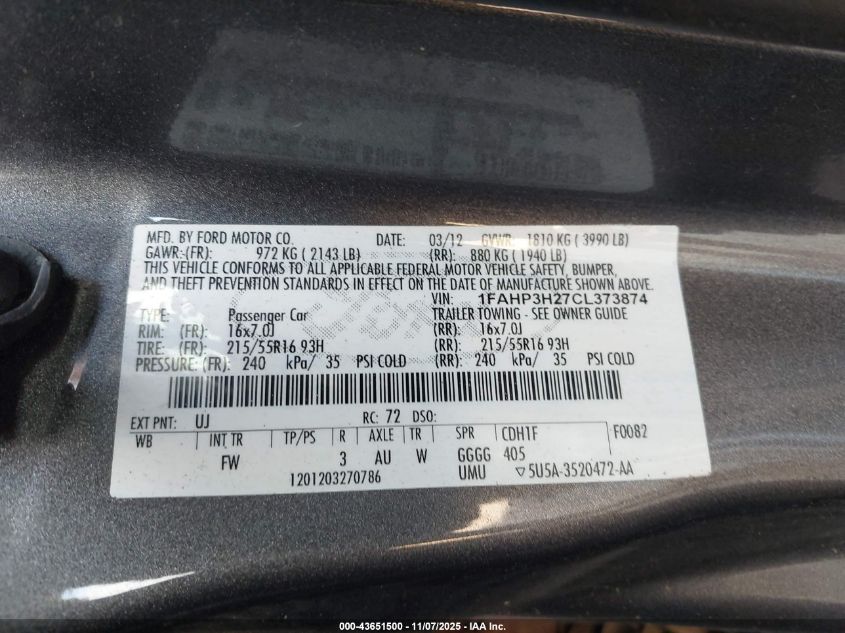 MFD. BY FORD MOTOR CO. DATE: 03/12 GVWR: 1810 KG ( 3990 LB)
GAWR:(FR): 972 KG ( 2143 LB) (RR): 880 KG ( 1940 LB)
THIS VEHICLE CONFORMS TO ALL APPLICABLE FEDERAL MOTOR VEHICLE SAFETY, BUMPER,
AND THEFT PREVENTION STANDARDS IN EFFECT ON THE DATE OF MANUFACTURE SHOWN ABOVE.
VIN: 1FAHP3H27CL373874
TYPE: Passenger Car TRAILER TOWING - SEE OWNER GUIDE
RIM: (FR): 16x7.0J (RR): 16x7.0J
TIRE: (FR): 215/55R16 93H (RR): 215/55R16 93H
PRESSURE: (FR): 240 kPa/ 35 PSI COLD (RR): 240 kPa/ 35 PSI COLD
EXT PNT: UJ RC: 72 DSO:
WB INT TR TP/PS R AXLE TR SPR CDH1F F0082
FW 3 AU W GGGG 405
1201203270786 UMU ▽5U5A-3520472-AA
000-43651500 - 11/07/2025 - IAA Inc.